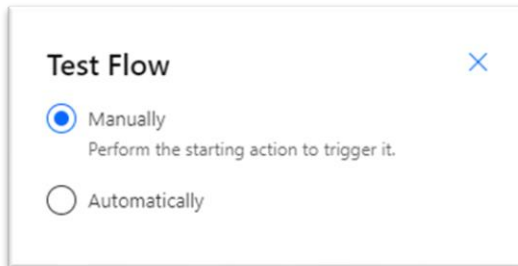 Test Flow
Manually
Perform the starting action to trigger it.
Automatically